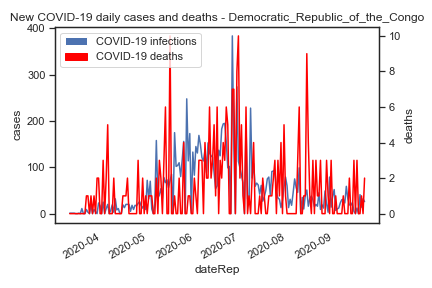 New COVID-19 daily cases and deaths - Democratic_Republic_of_the_Congo
COVID-19 infections
COVID-19 deaths
400
300
200
100
0
cases
10
8
6
4
2
0
deaths
2020-04
2020-05
2020-06
2020-07
2020-08
2020-09
dateRep